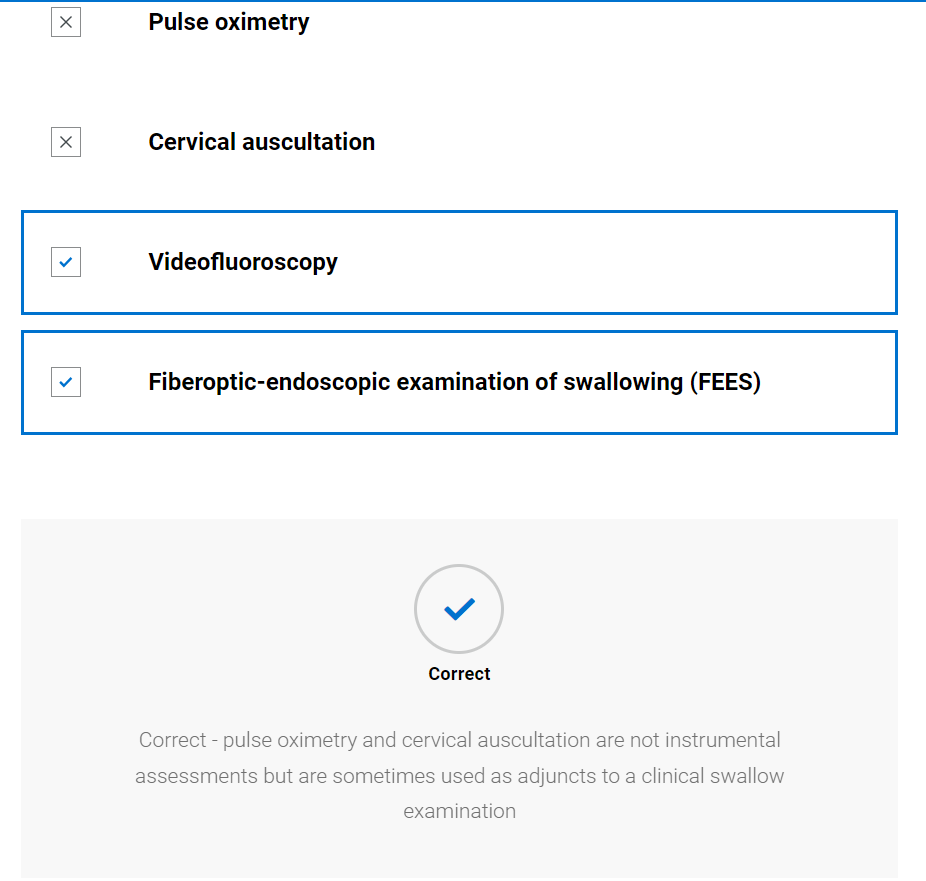 Pulse oximetry
Cervical auscultation
Videofluoroscopy
Fiberoptic-endoscopic examination of swallowing (FEES)
Correct
Correct - pulse oximetry and cervical auscultation are not instrumental
assessments but are sometimes used as adjuncts to a clinical swallow
examination